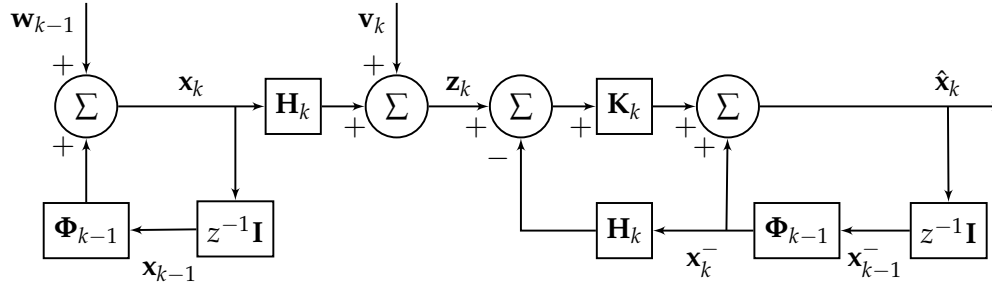 w_{k−1}
v_k
+
x_k
+
z_k
x̂_k
Σ
H_k
Σ
Σ
K_k
Σ
+
+
+
+
+
−
+
Φ_{k−1}
z^{−1}I
H_k
Φ_{k−1}
z^{−1}I
x_{k−1}
x_k^−
x_{k−1}^−